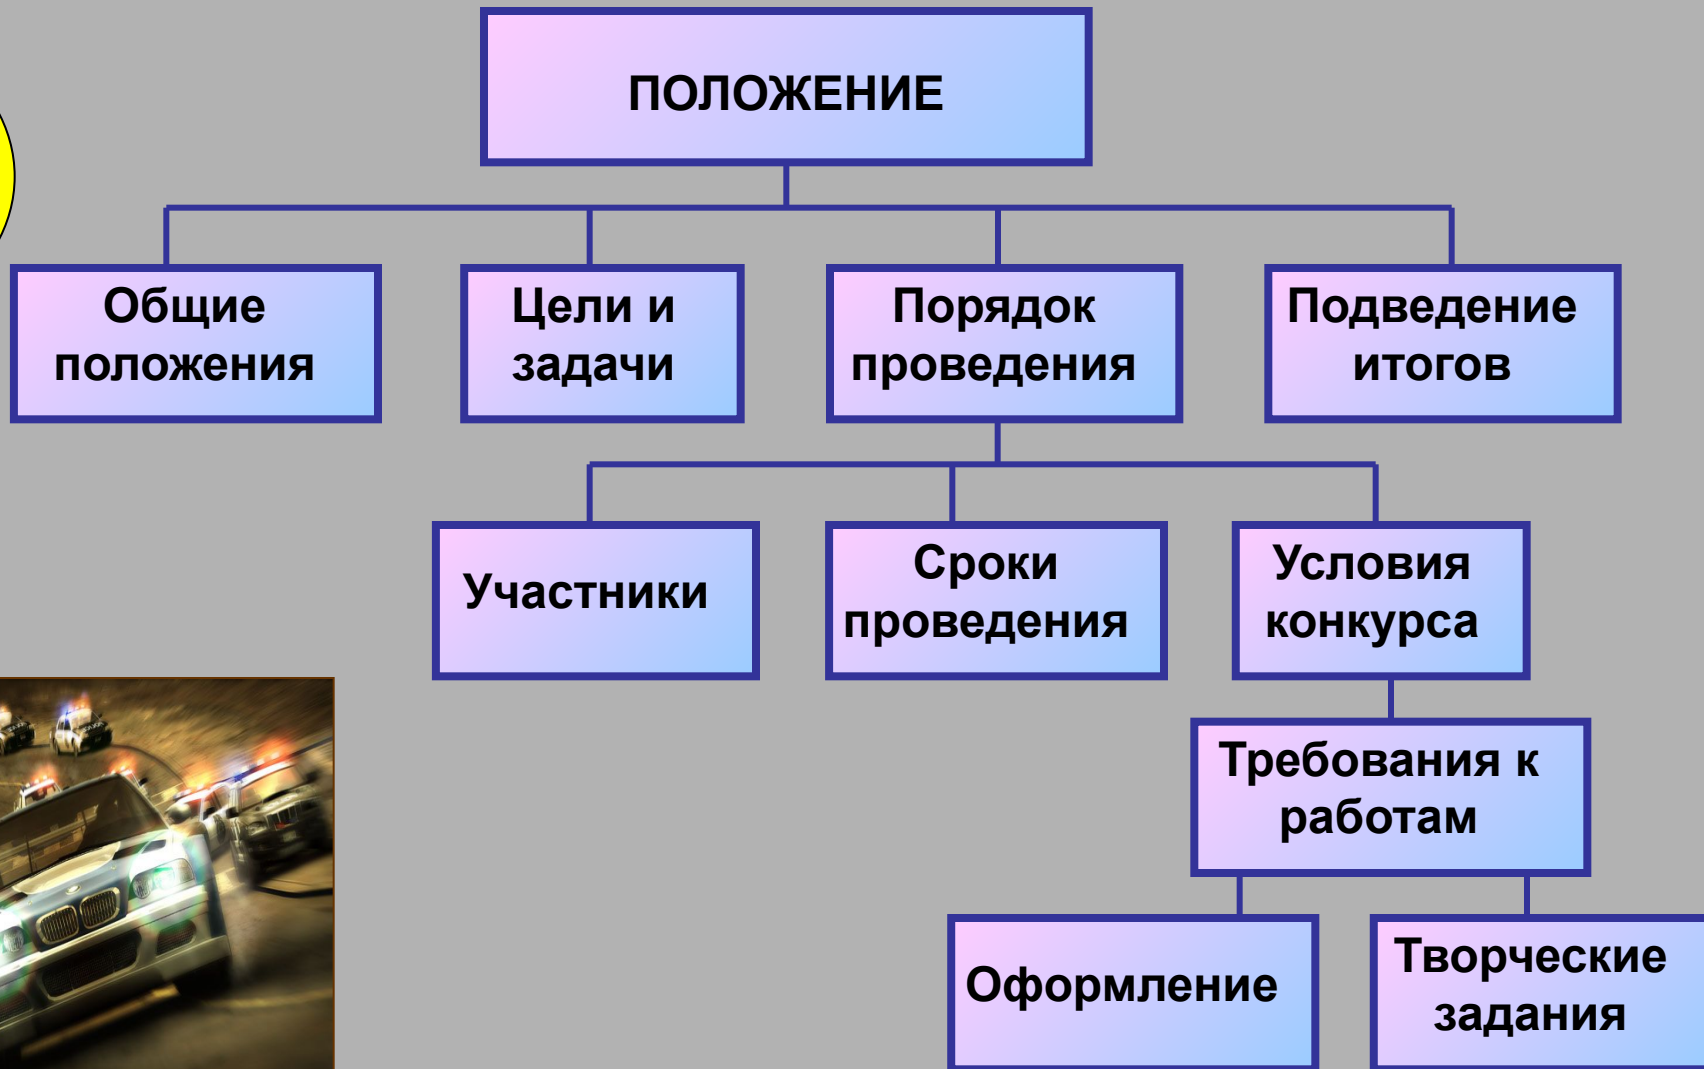 ПОЛОЖЕНИЕ
Общие
положения
Цели и
задачи
Порядок
проведения
Подведение
итогов
Участники
Сроки
проведения
Условия
конкурса
Требования к
работам
Оформление
Творческие
задания